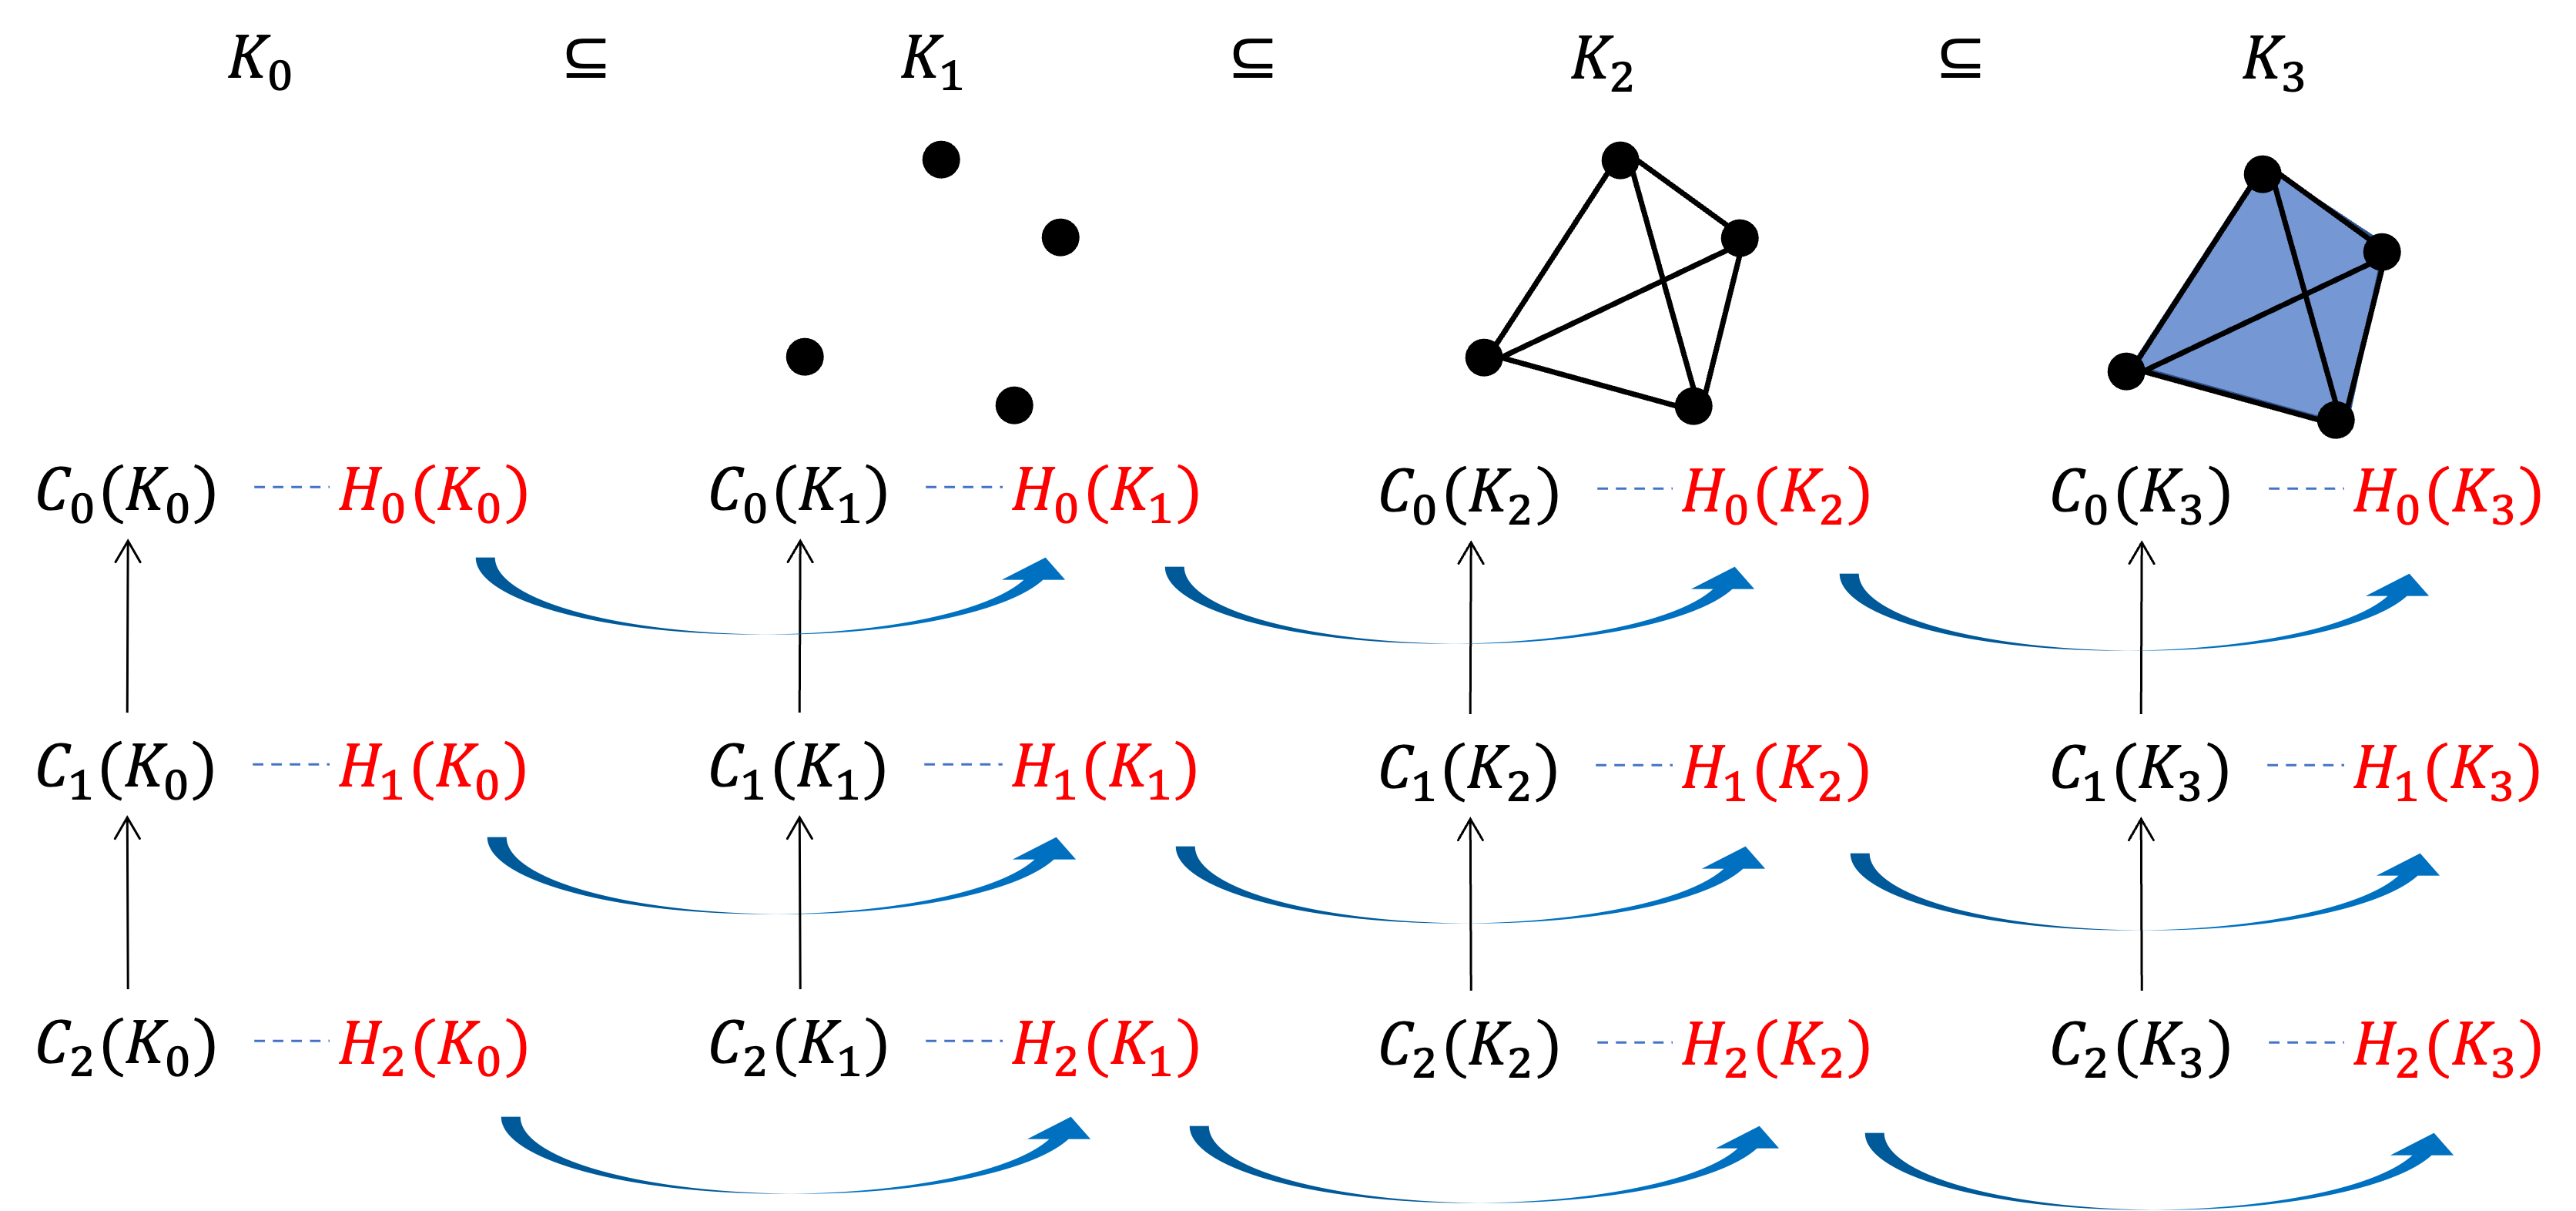 K₀ ⊆ K₁ ⊆ K₂ ⊆ K₃
C₀(K₀) H₀(K₀) C₀(K₁) H₀(K₁) C₀(K₂) H₀(K₂) C₀(K₃) H₀(K₃)
C₁(K₀) H₁(K₀) C₁(K₁) H₁(K₁) C₁(K₂) H₁(K₂) C₁(K₃) H₁(K₃)
C₂(K₀) H₂(K₀) C₂(K₁) H₂(K₁) C₂(K₂) H₂(K₂) C₂(K₃) H₂(K₃)